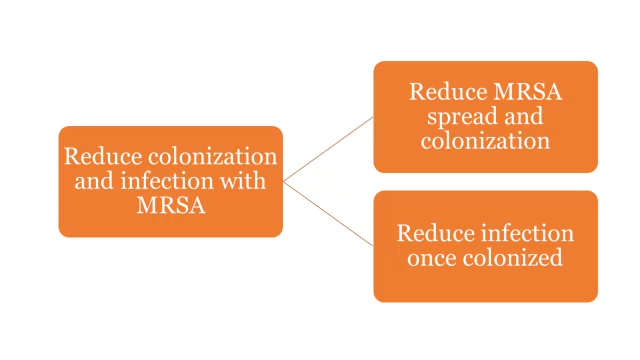 Reduce colonization
and infection with
MRSA
Reduce MRSA
spread and
colonization
Reduce infection
once colonized